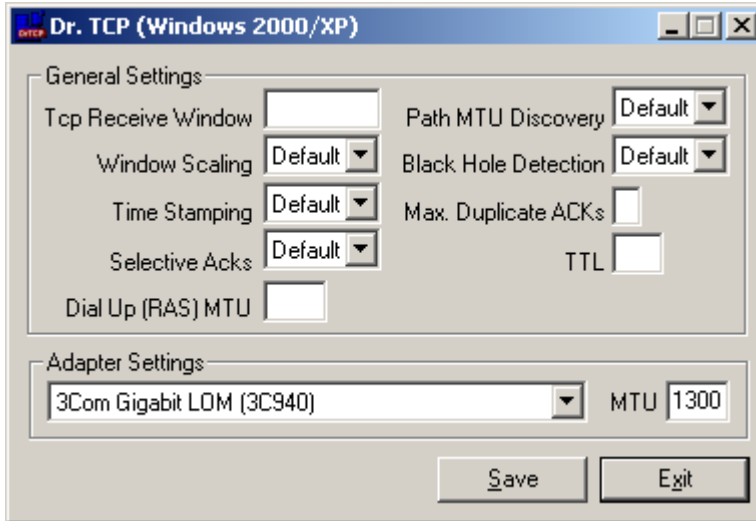 DrTCP
Dr. TCP (Windows 2000/XP)
General Settings
Tcp Receive Window
Path MTU Discovery Default
Window Scaling Default
Black Hole Detection Default
Time Stamping Default
Max. Duplicate ACKs
Selective Acks Default
TTL
Dial Up (RAS) MTU
Adapter Settings
3Com Gigabit LOM (3C940)
MTU 1300
Save
Exit